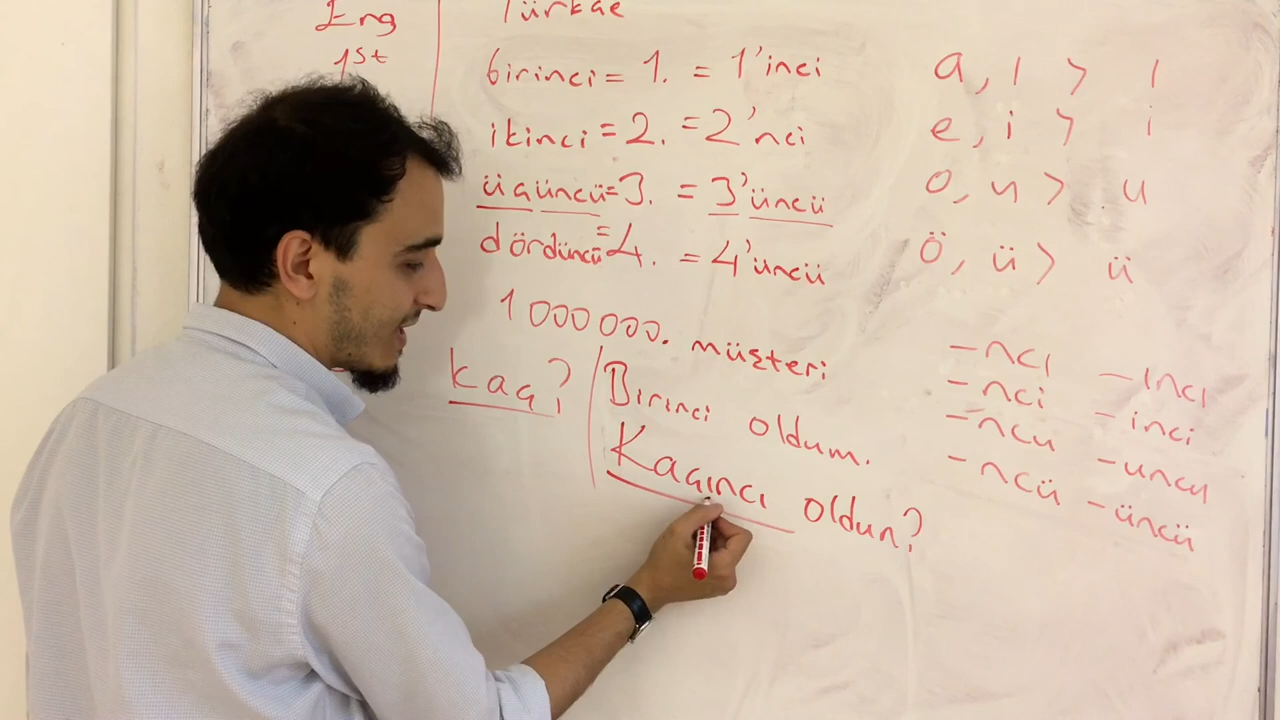 Eng
Türkçe
1st
birinci = 1. = 1'inci
ikinci = 2. = 2'nci
üçüncü = 3. = 3'üncü
dördüncü = 4. = 4'üncü
1000000. müşteri
kaç?
Birinci oldum.
Kaçıncı oldun?
a, ı > ı
e, i > i
o, u > u
ö, ü > ü
-ncı -ıncı
-nci -inci
-ncu -uncu
-ncü -üncü